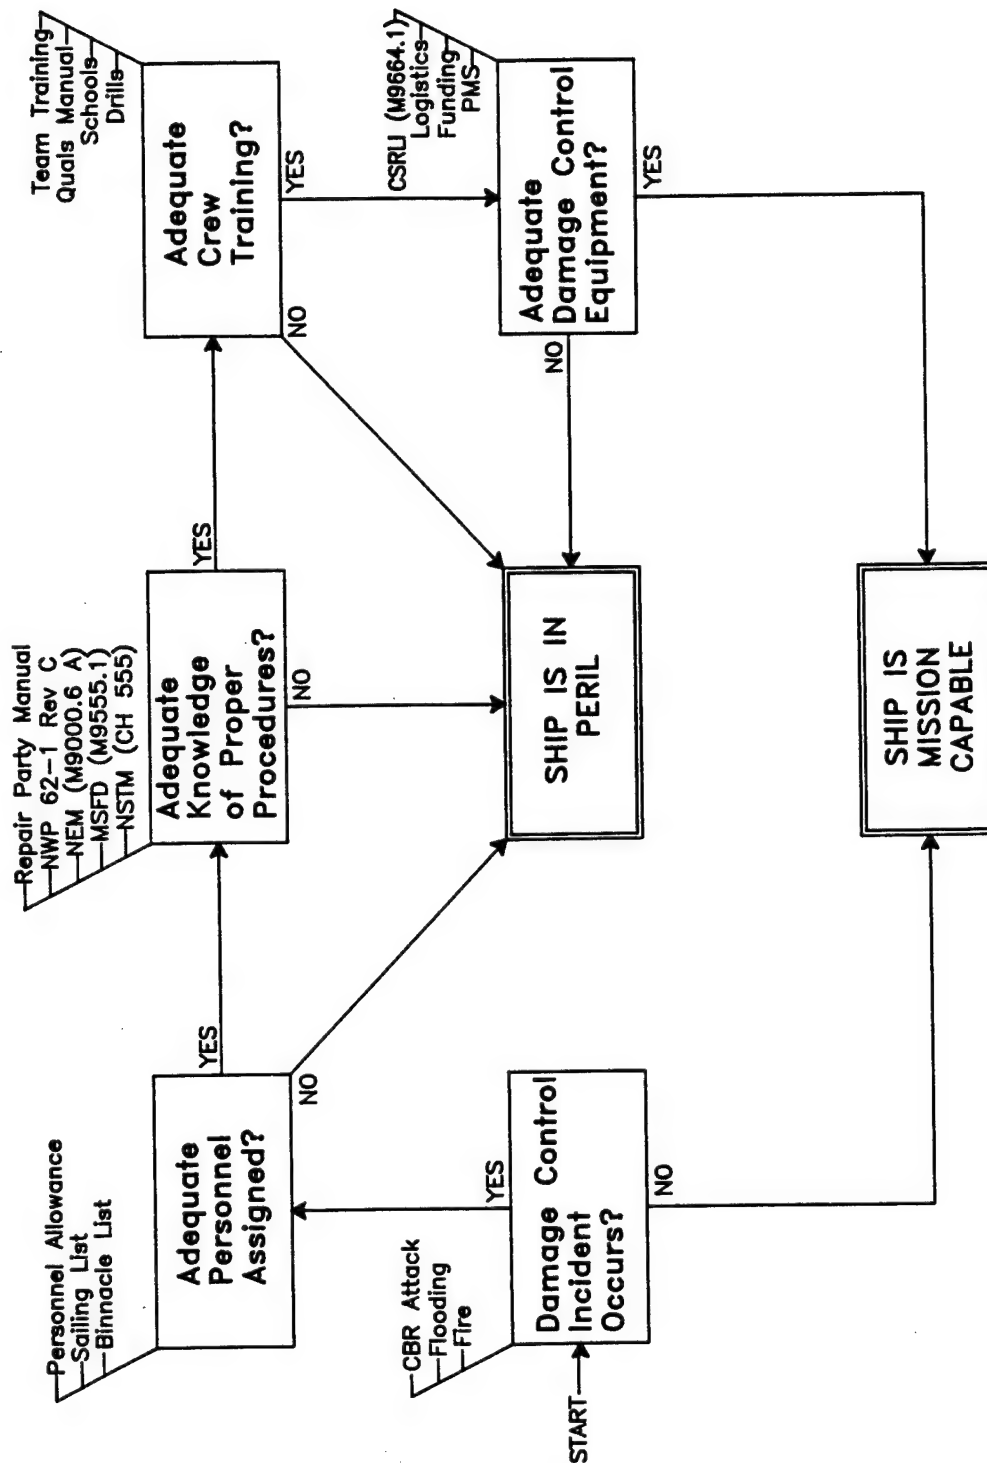 Personnel Allowance
Sailing List
Binnacle List
Adequate
Personnel
Assigned?
YES
NO
Repair Party Manual
NWP 62-1 Rev C
NEM (M9000.6 A)
MSFD (M9555.1)
NSTM (CH 555)
Adequate
Knowledge
of Proper
Procedures?
YES
NO
Team Training
Quals Manual
Schools
Drills
Adequate
Crew
Training?
YES
NO
CBR Attack
Flooding
Fire
START
Damage Control
Incident
Occurs?
YES
NO
SHIP IS IN
PERIL
CSRLI (M9664.1)
Logistics
Funding
PMS
Adequate
Damage Control
Equipment?
NO
YES
SHIP IS
MISSION
CAPABLE